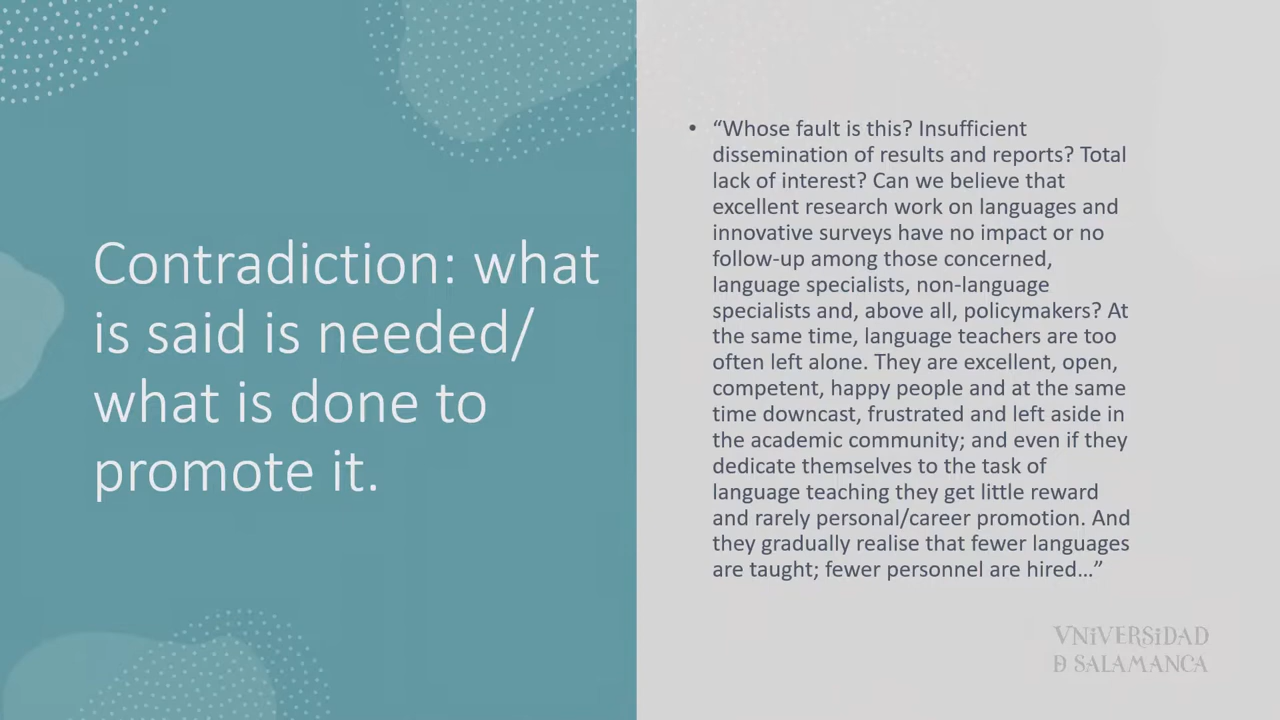 Contradiction: what
is said is needed/
what is done to
promote it.
• “Whose fault is this? Insufficient
dissemination of results and reports? Total
lack of interest? Can we believe that
excellent research work on languages and
innovative surveys have no impact or no
follow-up among those concerned,
language specialists, non-language
specialists and, above all, policymakers? At
the same time, language teachers are too
often left alone. They are excellent, open,
competent, happy people and at the same
time downcast, frustrated and left aside in
the academic community; and even if they
dedicate themselves to the task of
language teaching they get little reward
and rarely personal/career promotion. And
they gradually realise that fewer languages
are taught; fewer personnel are hired…”
VNiVERSiDAD
Ð SALAMANCA